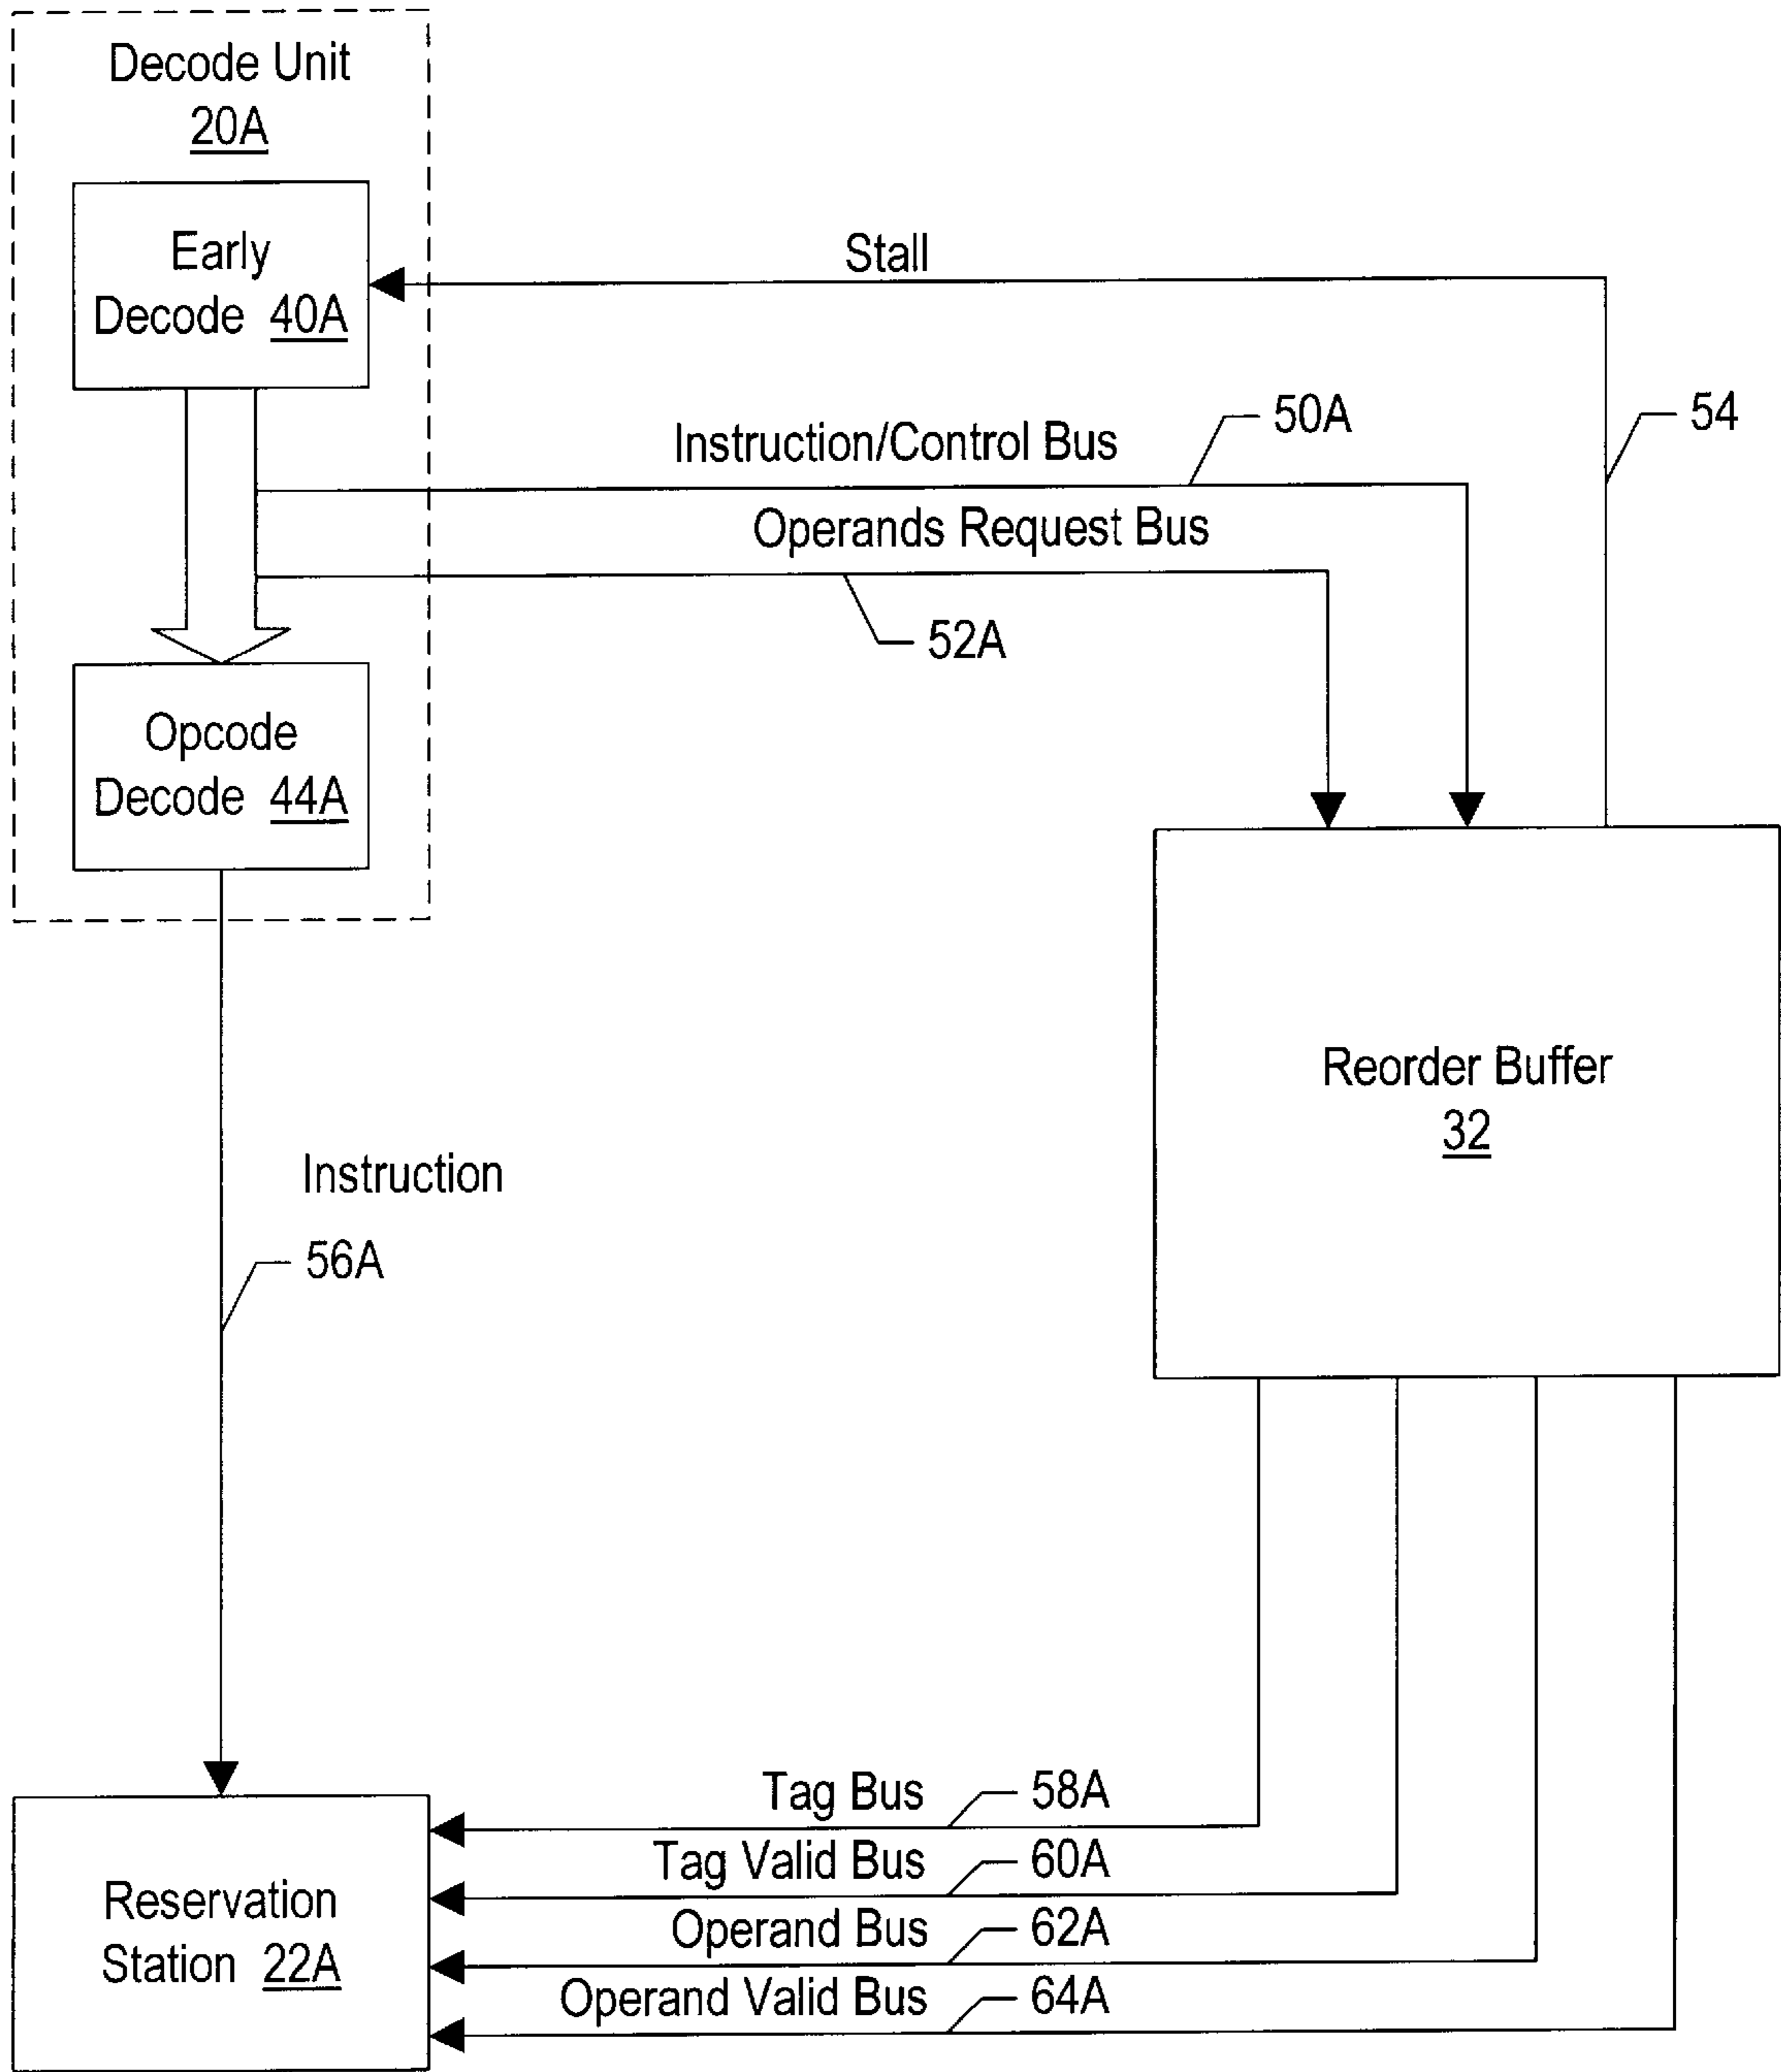 Decode Unit
20A
Early
Decode 40A
Stall
54
Instruction/Control Bus
50A
Operands Request Bus
52A
Opcode
Decode 44A
Reorder Buffer
32
Instruction
56A
Tag Bus
58A
Tag Valid Bus
60A
Operand Bus
62A
Operand Valid Bus
64A
Reservation
Station 22A